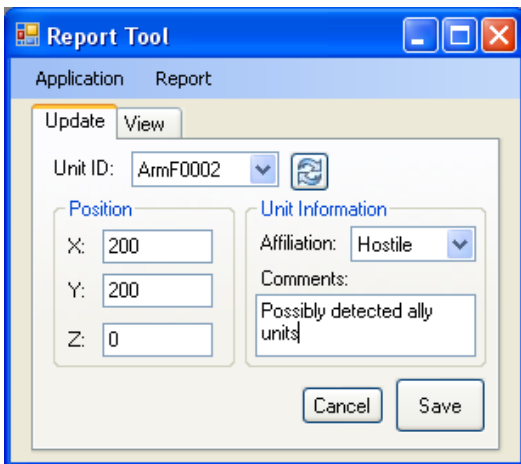 Report Tool
Application Report
Update View
Unit ID: ArmF0002
Position
Unit Information
X: 200
Affiliation: Hostile
Y: 200
Comments:
Possibly detected ally
units
Z: 0
Cancel Save